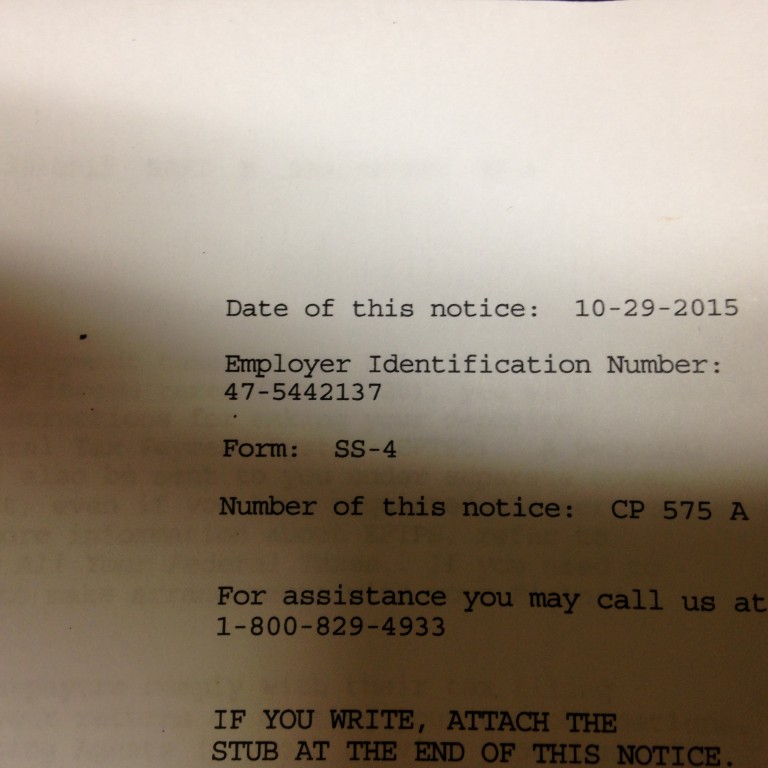 Date of this notice: 10-29-2015
Employer Identification Number:
47-5442137
Form: SS-4
Number of this notice: CP 575 A
For assistance you may call us at
1-800-829-4933
IF YOU WRITE, ATTACH THE
STUB AT THE END OF THIS NOTICE.